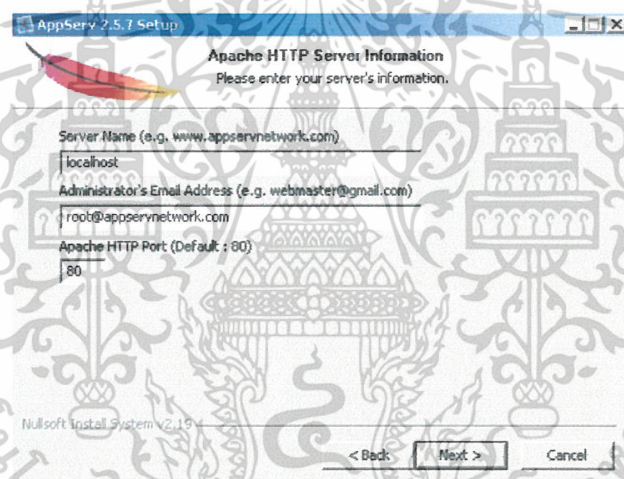 AppServ 2.5.7 Setup
Apache HTTP Server Information
Please enter your server's information.
Server Name (e.g. www.appservnetwork.com)
localhost
Administrator's Email Address (e.g. webmaster@gmail.com)
root@appservnetwork.com
Apache HTTP Port (Default : 80)
80
Nullsoft Install System v2.19
< Back Next > Cancel